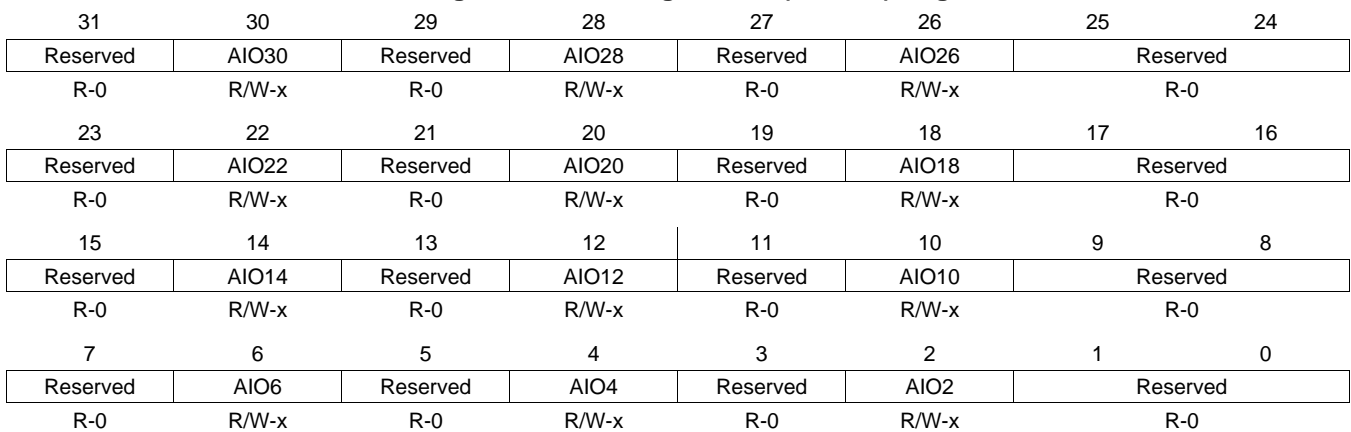 31 30 29 28 27 26 25 24
Reserved AIO30 Reserved AIO28 Reserved AIO26 Reserved
R-0 R/W-x R-0 R/W-x R-0 R/W-x R-0
23 22 21 20 19 18 17 16
Reserved AIO22 Reserved AIO20 Reserved AIO18 Reserved
R-0 R/W-x R-0 R/W-x R-0 R/W-x R-0
15 14 13 12 11 10 9 8
Reserved AIO14 Reserved AIO12 Reserved AIO10 Reserved
R-0 R/W-x R-0 R/W-x R-0 R/W-x R-0
7 6 5 4 3 2 1 0
Reserved AIO6 Reserved AIO4 Reserved AIO2 Reserved
R-0 R/W-x R-0 R/W-x R-0 R/W-x R-0